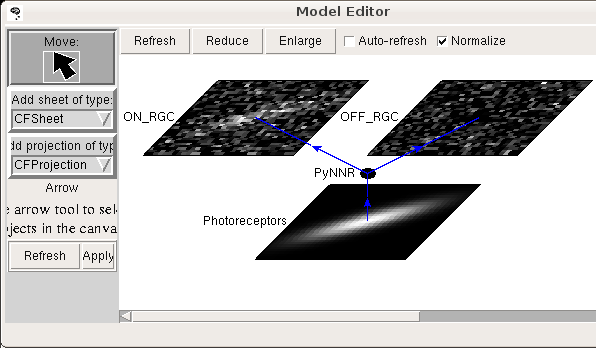 Model Editor
Move:
Refresh
Reduce
Enlarge
Auto-refresh
Normalize
Add sheet of type:
CFSheet
dd projection of typ
CFProjection
Arrow
e arrow tool to sel
ojects in the canva
Refresh
Apply
ON_RGC
OFF_RGC
PyNNR
Photoreceptors